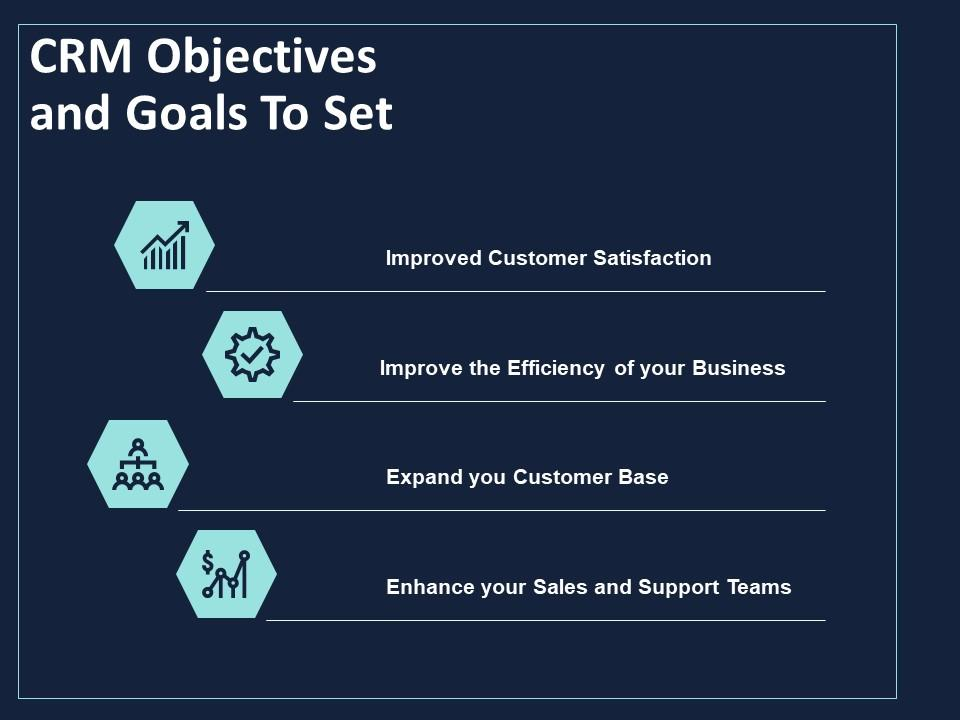 CRM Objectives
and Goals To Set
Improved Customer Satisfaction
Improve the Efficiency of your Business
Expand you Customer Base
Enhance your Sales and Support Teams